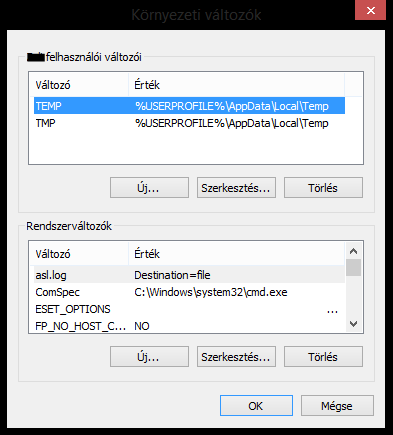 Környezeti változók
felhasználói változói
Változó Érték
TEMP %USERPROFILE%\AppData\Local\Temp
TMP %USERPROFILE%\AppData\Local\Temp
Új... Szerkesztés... Törlés
Rendszerváltozók
Változó Érték
asl.log Destination=file
ComSpec C:\Windows\system32\cmd.exe
ESET_OPTIONS ...
FP_NO_HOST_C... NO
Új... Szerkesztés... Törlés
OK Mégse